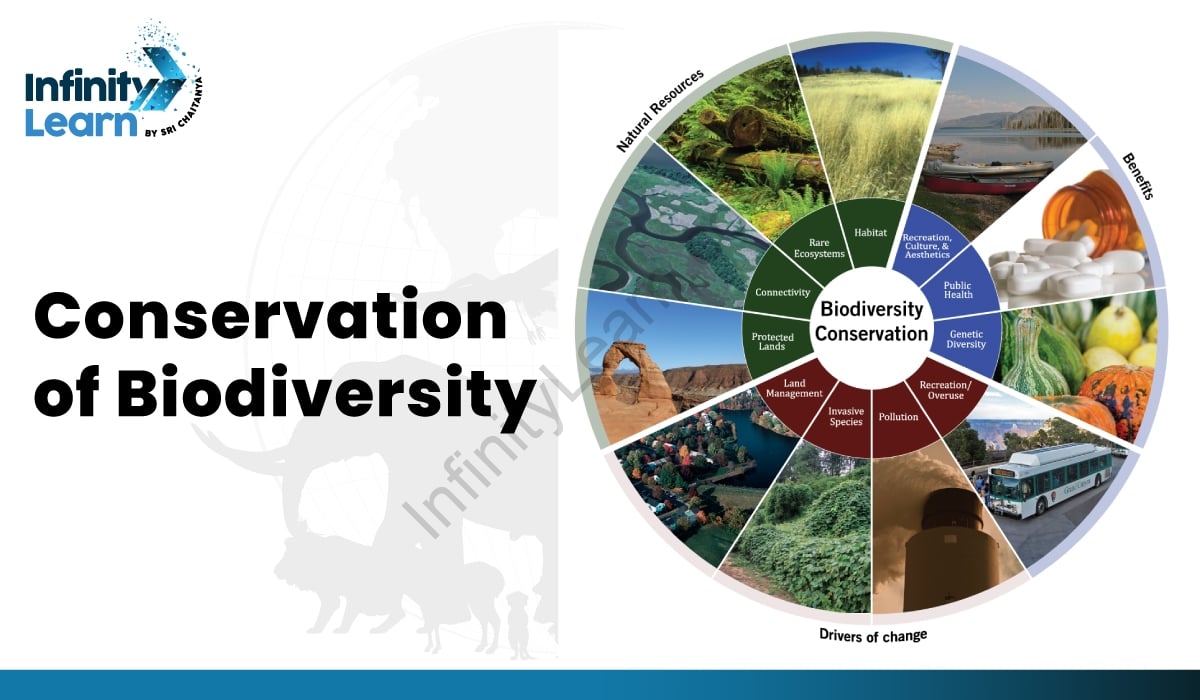 Infinity
Learn
BY SRI CHAITANYA
Conservation
of Biodiversity
Natural Resources
Benefits
Drivers of change
Habitat
Rare
Ecosystems
Connectivity
Protected
Lands
Recreation,
Culture, &
Aesthetics
Public
Health
Genetic
Diversity
Biodiversity
Conservation
Land
Management
Invasive
Species
Pollution
Recreation/
Overuse
InfinityLearn